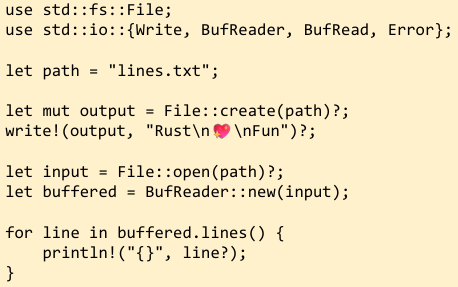 use std::fs::File;
use std::io::{Write, BufReader, BufRead, Error};

let path = "lines.txt";

let mut output = File::create(path)?;
write!(output, "Rust\n💖\nFun")?;

let input = File::open(path)?;
let buffered = BufReader::new(input);

for line in buffered.lines() {
    println!("{}", line?);
}